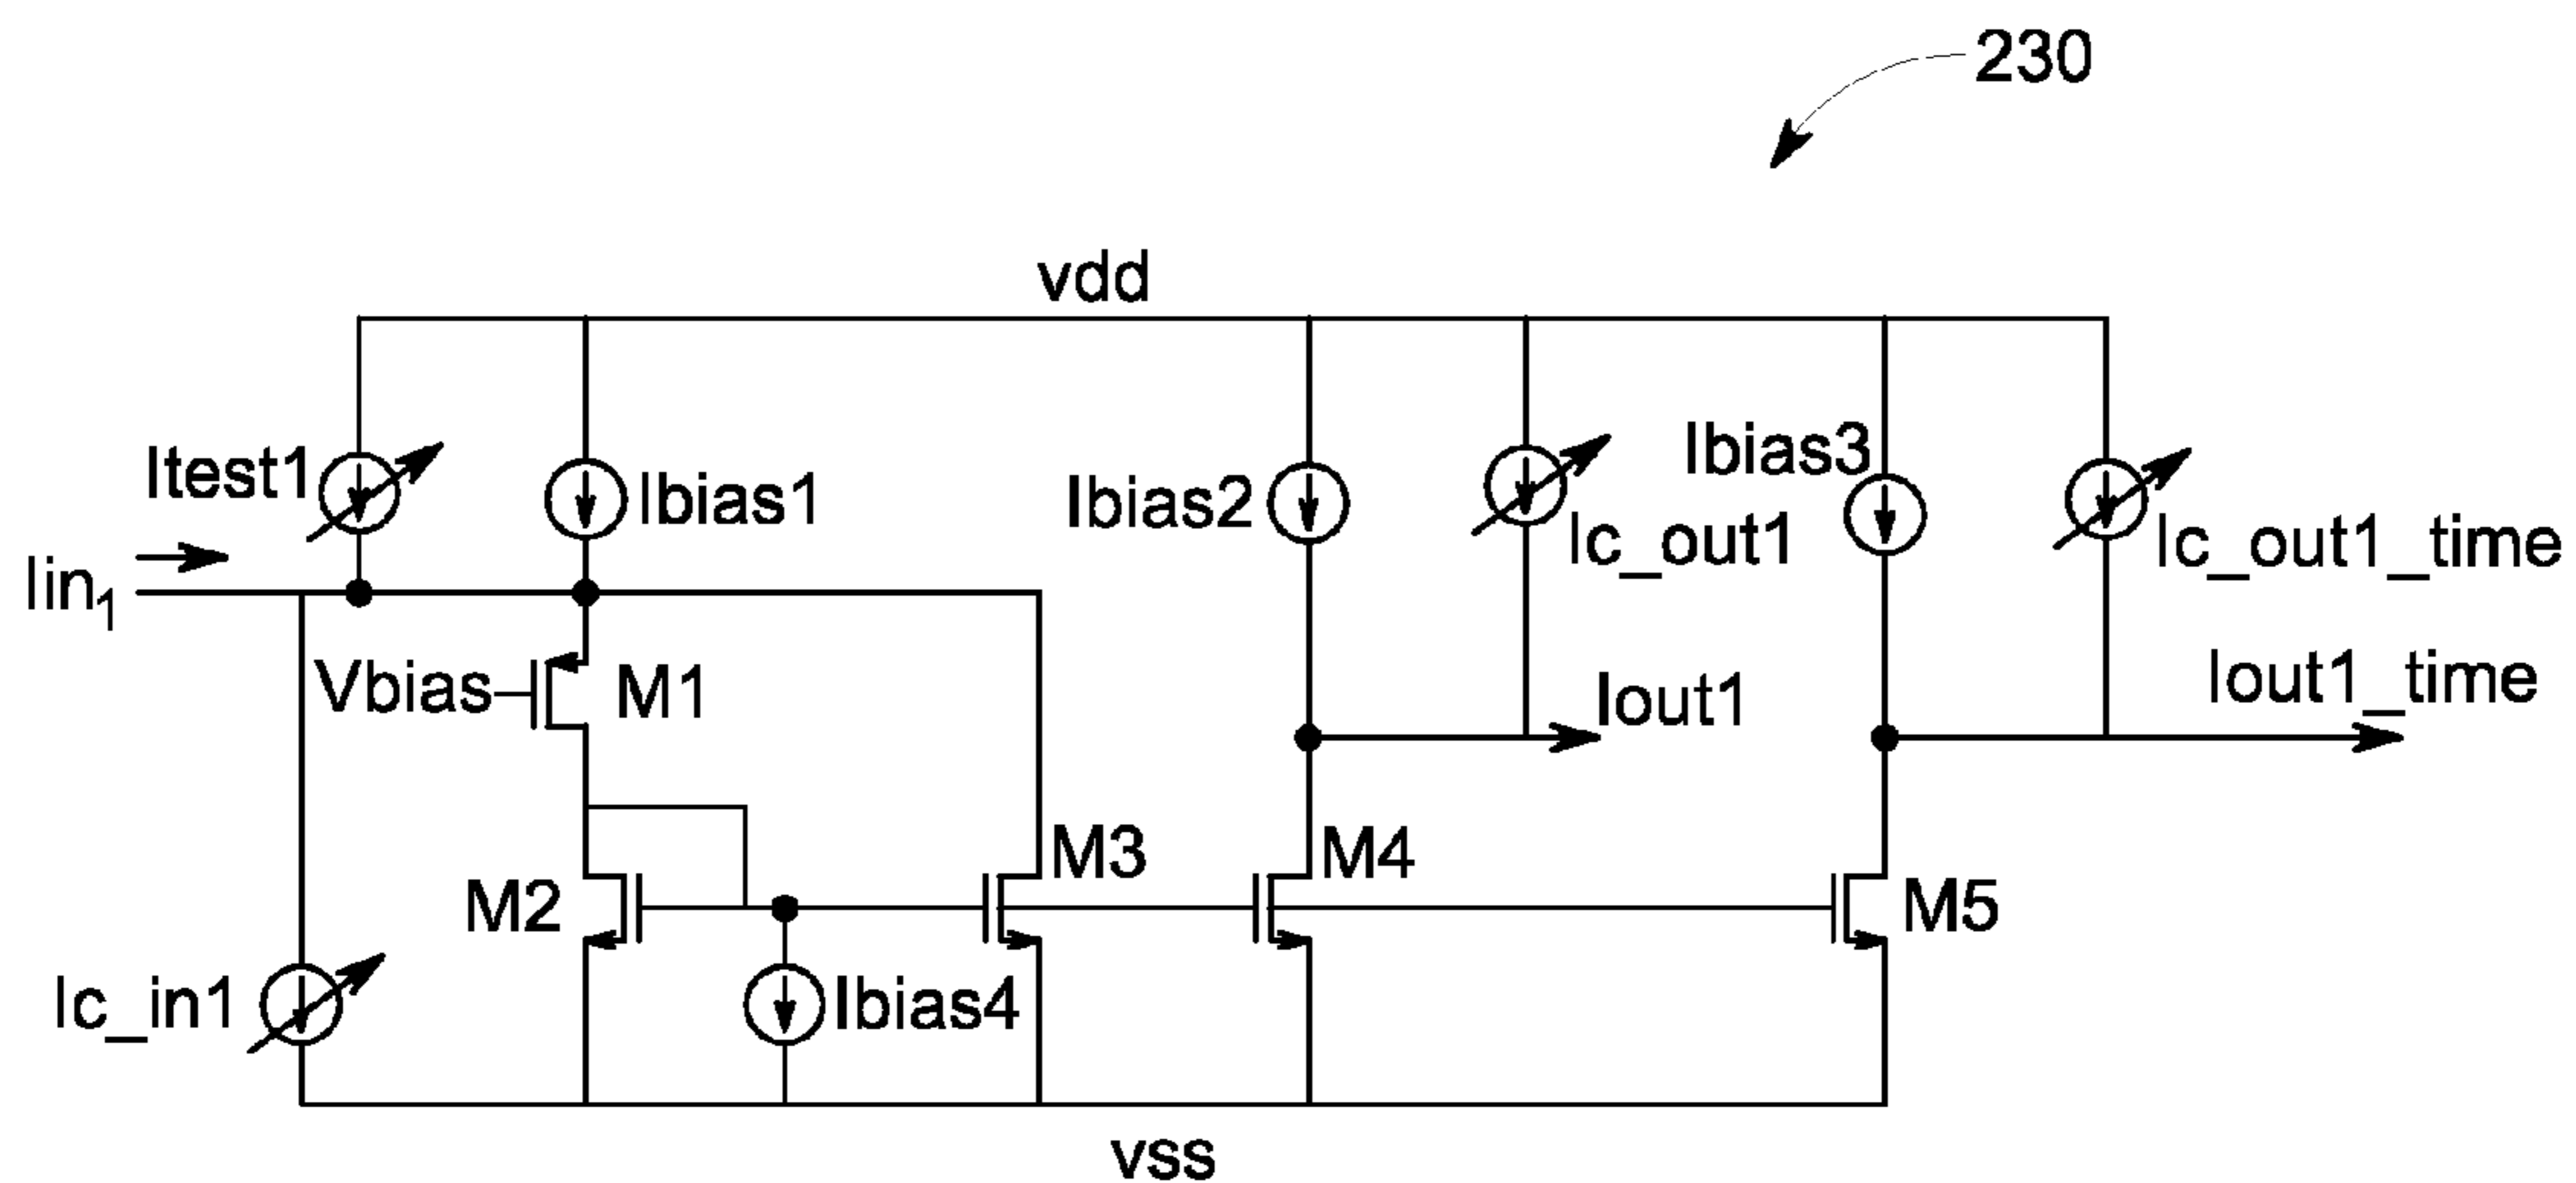 230
vdd
Itest1
Ibias1
Ibias2
Ic_out1
Ibias3
Ic_out1_time
Iin1
Vbias
M1
Iout1
Iout1_time
M2
M3
M4
M5
Ic_in1
Ibias4
vss